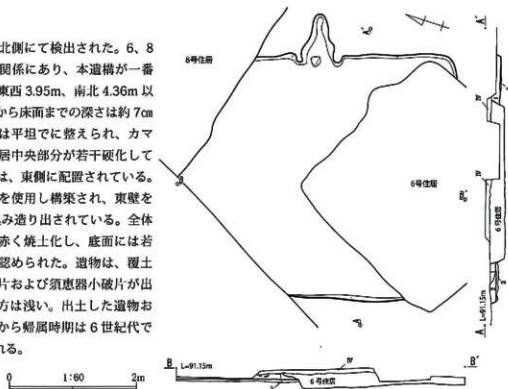 北側にて検出された。6、8
関係にあり、本遺構が一番
東西 3.95m、南北 4.36m 以
から床面までの深さは約 7㎝
は平坦でに整えられ、カマ
居中央部分が若干硬化して
は、東側に配置されている。
を使用し構築され、東壁を
み造り出されている。全体
赤く焼土化し、底面には若
認められた。遺物は、覆土
片および須恵器小破片が出
方は浅い。出土した遺物お
から帰属時期は 6 世紀代で
れる。
0 1:60 2m
8号住居
6号住居
A'
IV
IV
6号住居
A L=91.15m
B L=91.15m
IV
B'
6号住居